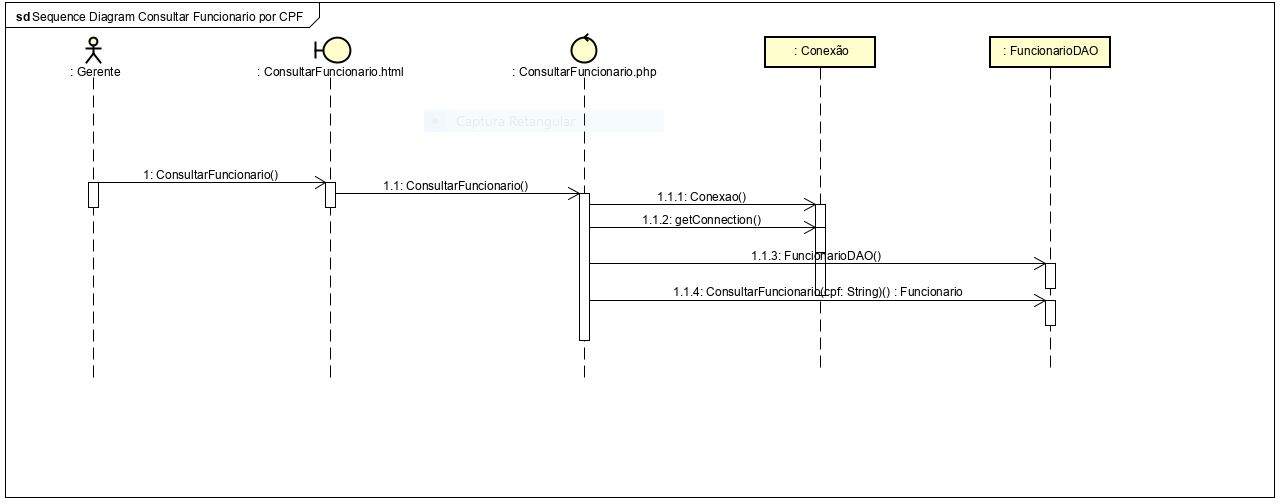 sd Sequence Diagram Consultar Funcionario por CPF
: Gerente
: ConsultarFuncionario.html
: ConsultarFuncionario.php
: Conexão
: FuncionarioDAO
Captura Retangular
1: ConsultarFuncionario()
1.1: ConsultarFuncionario()
1.1.1: Conexao()
1.1.2: getConnection()
1.1.3: FuncionarioDAO()
1.1.4: ConsultarFuncionario(cpf: String)() : Funcionario